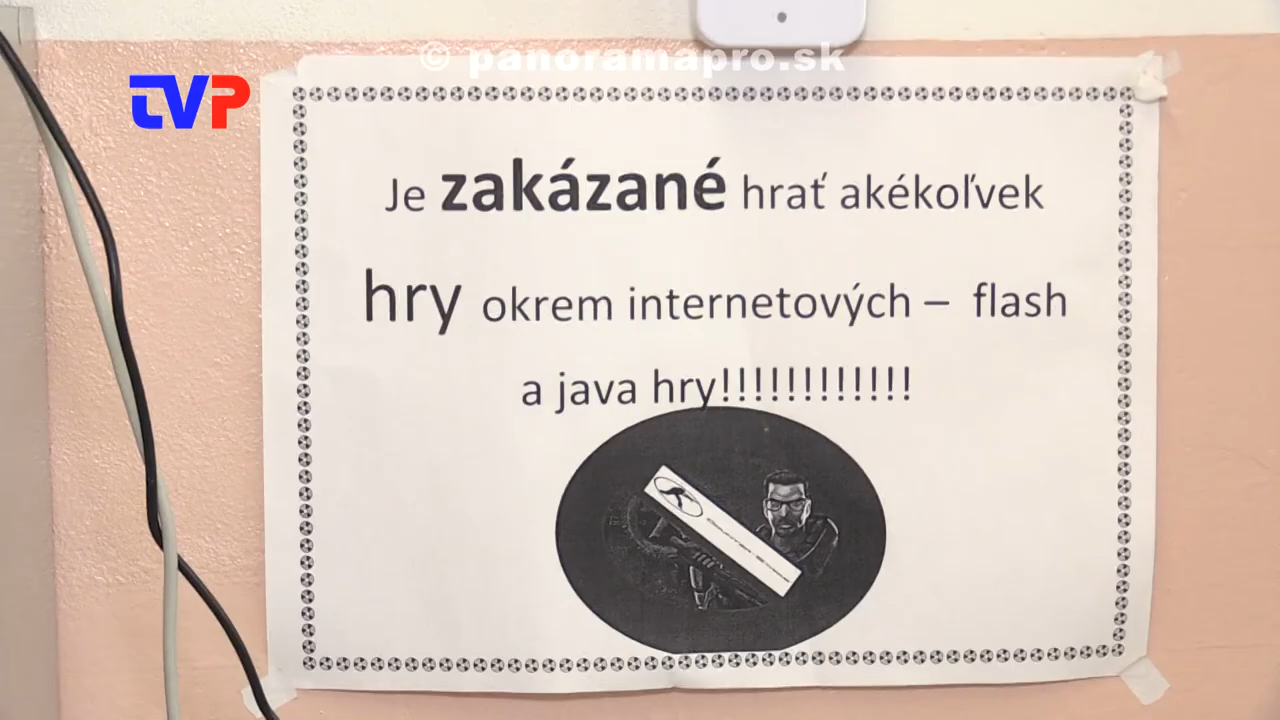 © panoramapro.sk
TVP
Je zakázané hrať akékoľvek
hry okrem internetových – flash
a java hry!!!!!!!!!!!!